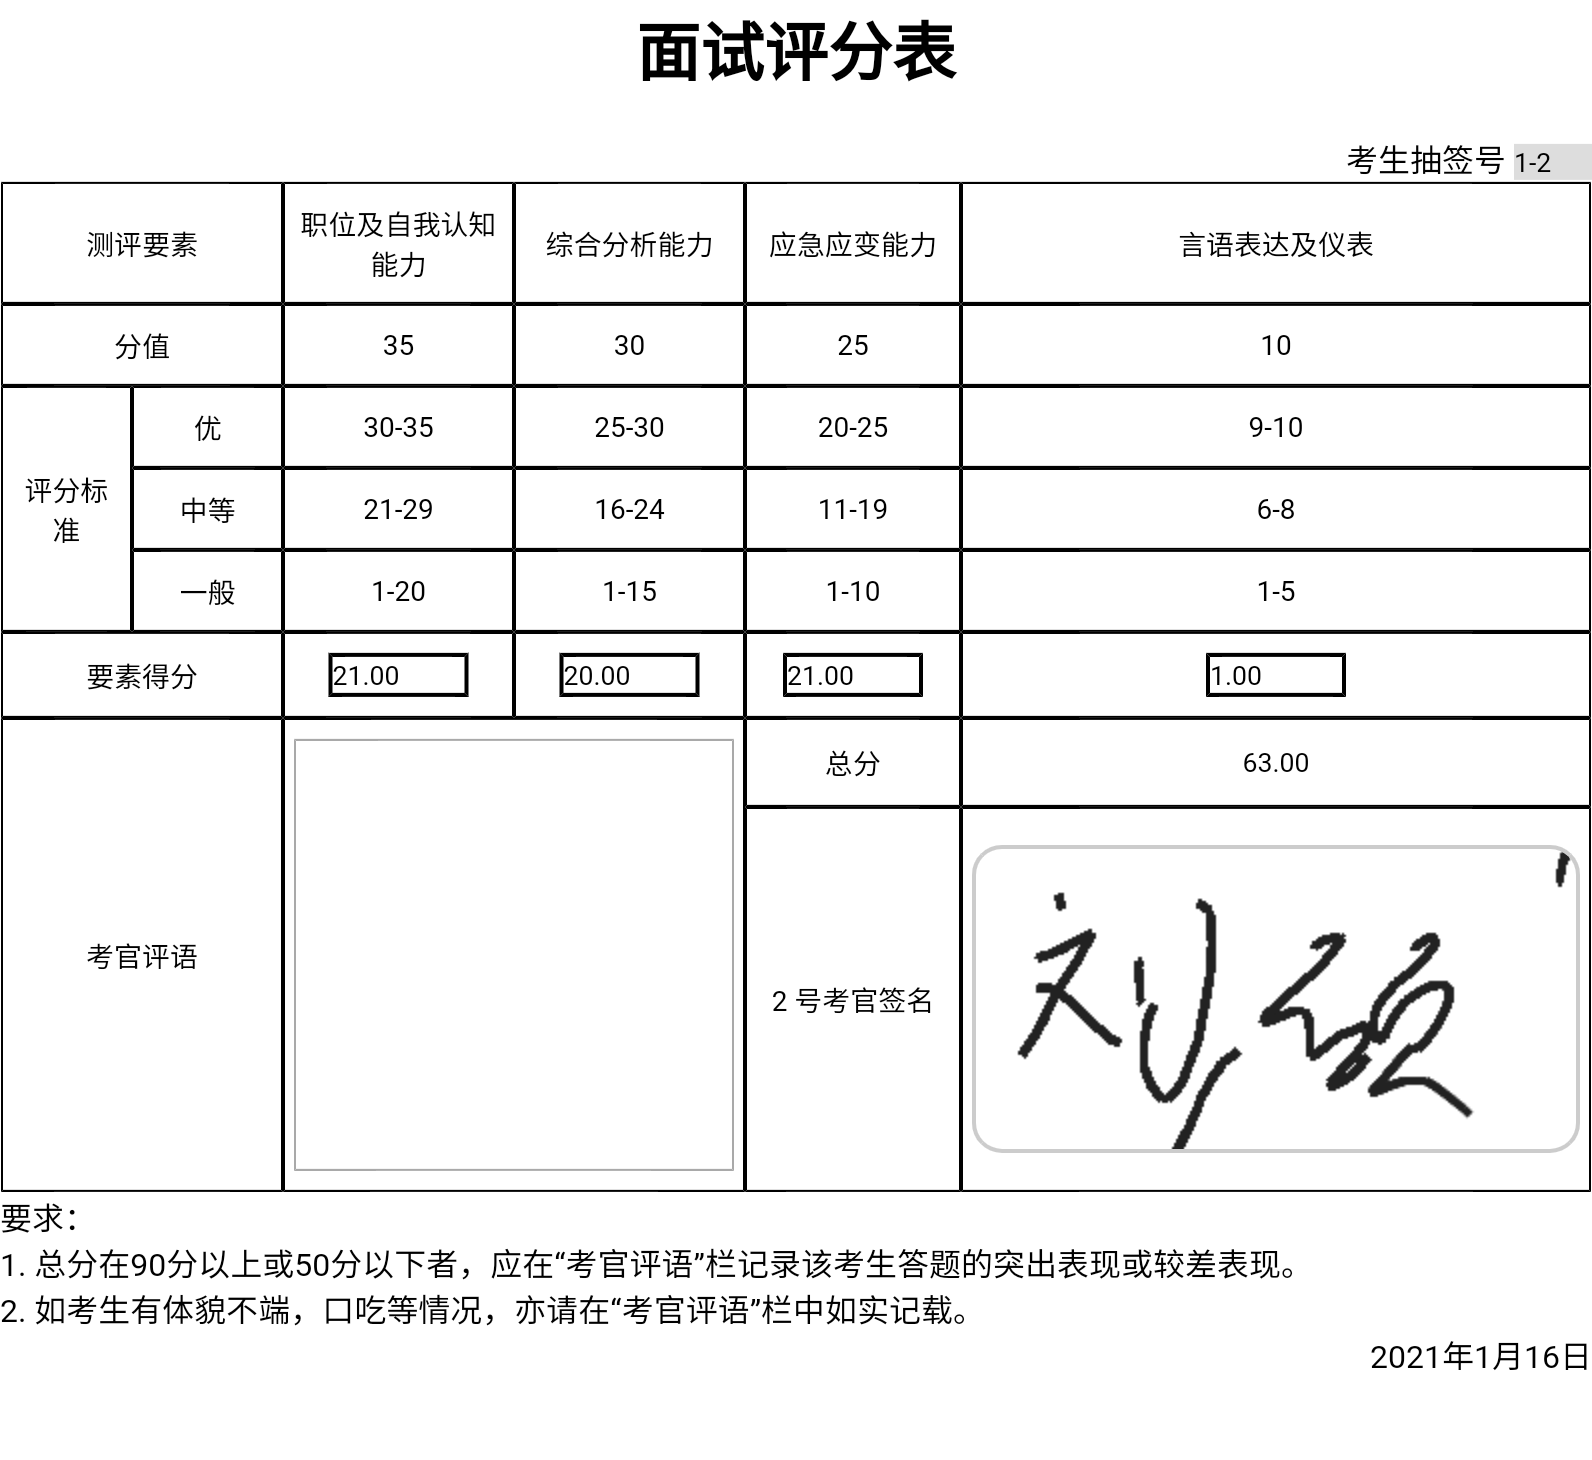 面试评分表
考生抽签号 1-2
测评要素 职位及自我认知能力 综合分析能力 应急应变能力 言语表达及仪表
分值 35 30 25 10
评分标准 优 30-35 25-30 20-25 9-10
中等 21-29 16-24 11-19 6-8
一般 1-20 1-15 1-10 1-5
要素得分 21.00 20.00 21.00 1.00
考官评语 总分 63.00
2 号考官签名 刘硕
要求：
1. 总分在90分以上或50分以下者，应在“考官评语”栏记录该考生答题的突出表现或较差表现。
2. 如考生有体貌不端，口吃等情况，亦请在“考官评语”栏中如实记载。
2021年1月16日